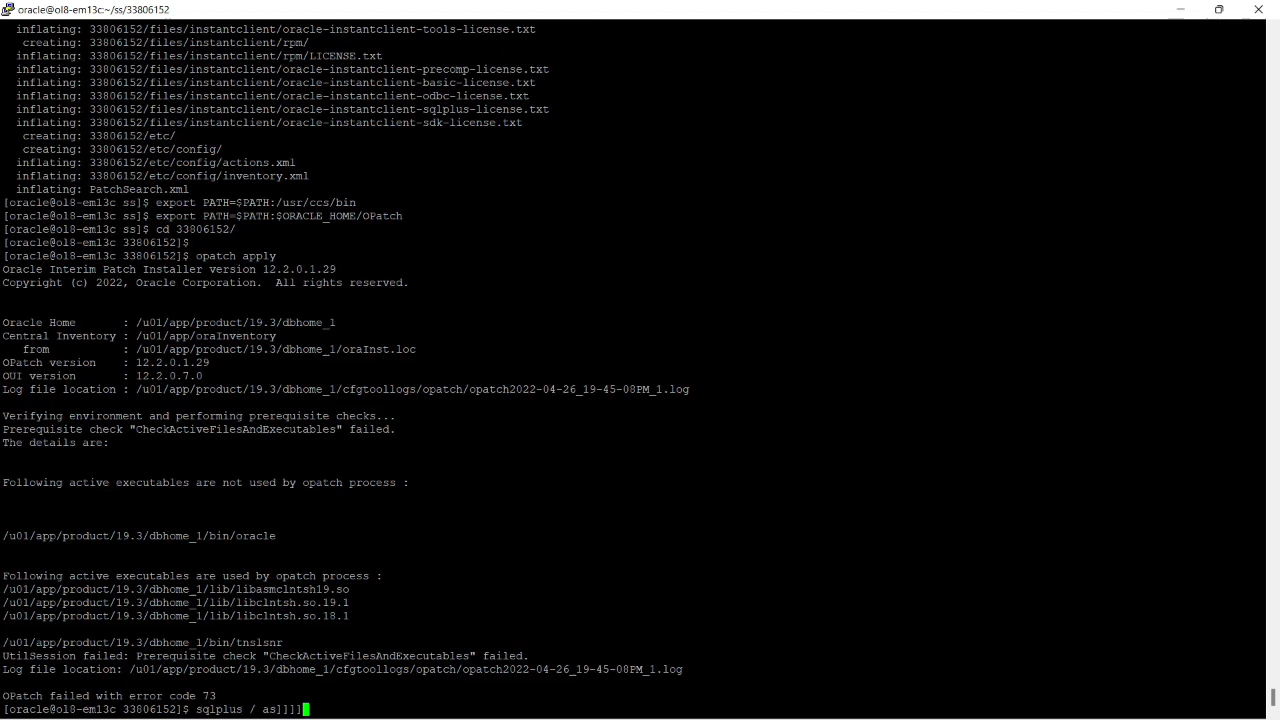 oracle@ol8-em13c:~/ss/33806152
inflating: 33806152/files/instantclient/oracle-instantclient-tools-license.txt
creating: 33806152/files/instantclient/rpm/
inflating: 33806152/files/instantclient/rpm/LICENSE.txt
inflating: 33806152/files/instantclient/oracle-instantclient-precomp-license.txt
inflating: 33806152/files/instantclient/oracle-instantclient-basic-license.txt
inflating: 33806152/files/instantclient/oracle-instantclient-odbc-license.txt
inflating: 33806152/files/instantclient/oracle-instantclient-sqlplus-license.txt
inflating: 33806152/files/instantclient/oracle-instantclient-sdk-license.txt
creating: 33806152/etc/
creating: 33806152/etc/config/
inflating: 33806152/etc/config/actions.xml
inflating: 33806152/etc/config/inventory.xml
inflating: PatchSearch.xml
[oracle@ol8-em13c ss]$ export PATH=$PATH:/usr/ccs/bin
[oracle@ol8-em13c ss]$ export PATH=$PATH:$ORACLE_HOME/OPatch
[oracle@ol8-em13c ss]$ cd 33806152/
[oracle@ol8-em13c 33806152]$
[oracle@ol8-em13c 33806152]$ opatch apply
Oracle Interim Patch Installer version 12.2.0.1.29
Copyright (c) 2022, Oracle Corporation.  All rights reserved.
Oracle Home       : /u01/app/product/19.3/dbhome_1
Central Inventory : /u01/app/oraInventory
from           : /u01/app/product/19.3/dbhome_1/oraInst.loc
OPatch version    : 12.2.0.1.29
OUI version       : 12.2.0.7.0
Log file location : /u01/app/product/19.3/dbhome_1/cfgtoollogs/opatch/opatch2022-04-26_19-45-08PM_1.log
Verifying environment and performing prerequisite checks...
Prerequisite check "CheckActiveFilesAndExecutables" failed.
The details are:
Following active executables are not used by opatch process :
/u01/app/product/19.3/dbhome_1/bin/oracle
Following active executables are used by opatch process :
/u01/app/product/19.3/dbhome_1/lib/libasmclntsh19.so
/u01/app/product/19.3/dbhome_1/lib/libclntsh.so.19.1
/u01/app/product/19.3/dbhome_1/lib/libclntsh.so.18.1
/u01/app/product/19.3/dbhome_1/bin/tnslsnr
UtilSession failed: Prerequisite check "CheckActiveFilesAndExecutables" failed.
Log file location: /u01/app/product/19.3/dbhome_1/cfgtoollogs/opatch/opatch2022-04-26_19-45-08PM_1.log
OPatch failed with error code 73
[oracle@ol8-em13c 33806152]$ sqlplus / as]]]]